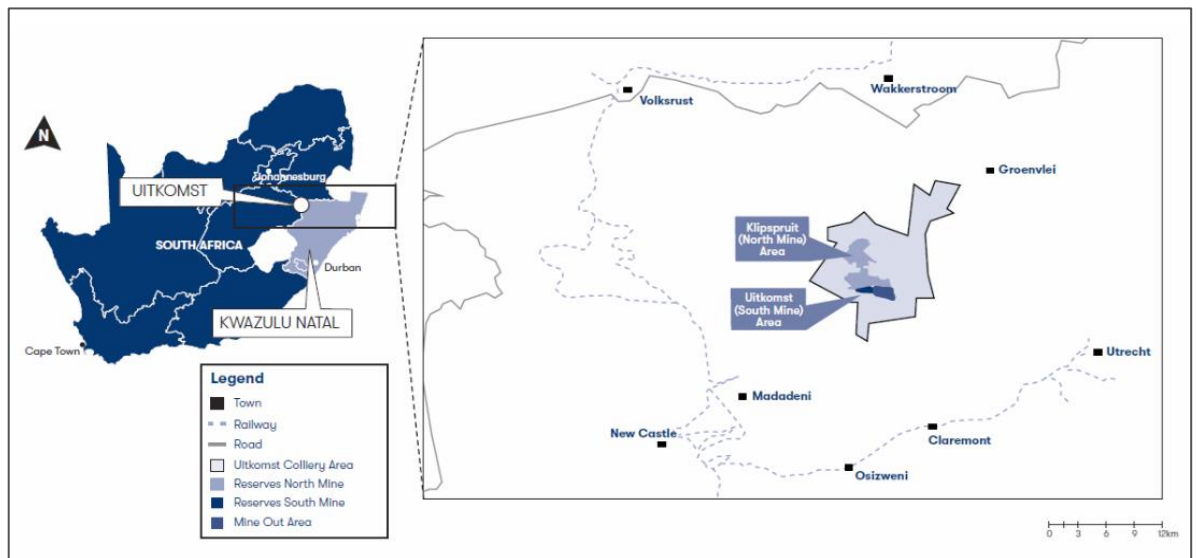 N
Johannesburg
UITKOMST
SOUTH AFRICA
Durban
KWAZULU NATAL
Cape Town
Legend
Town
Railway
Road
Uitkomst Colliery Area
Reserves North Mine
Reserves South Mine
Mine Out Area
Volksrust
Wakkerstroom
Groenvlei
Klipspruit
(North Mine)
Area
Uitkomst
(South Mine)
Area
Utrecht
Madadeni
New Castle
Claremont
Osizweni
0 3 6 9 12km